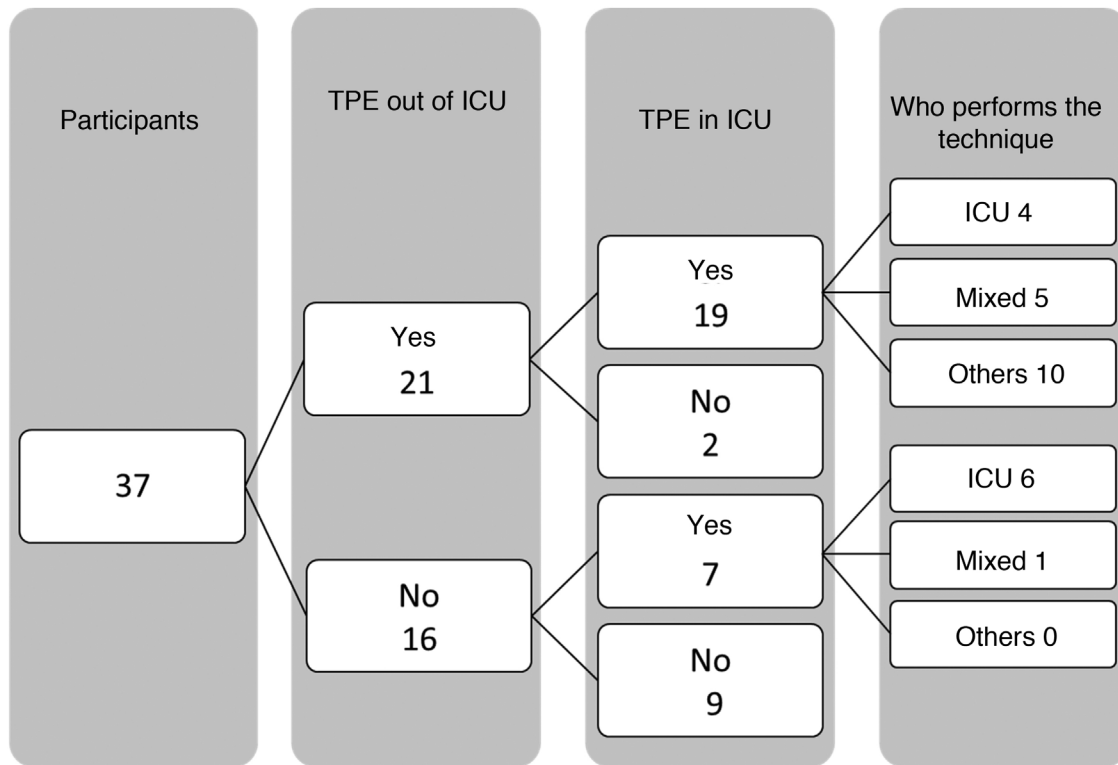 Participants
TPE out of ICU
TPE in ICU
Who performs the
technique
37
Yes
21
No
16
Yes
19
No
2
Yes
7
No
9
ICU 4
Mixed 5
Others 10
ICU 6
Mixed 1
Others 0